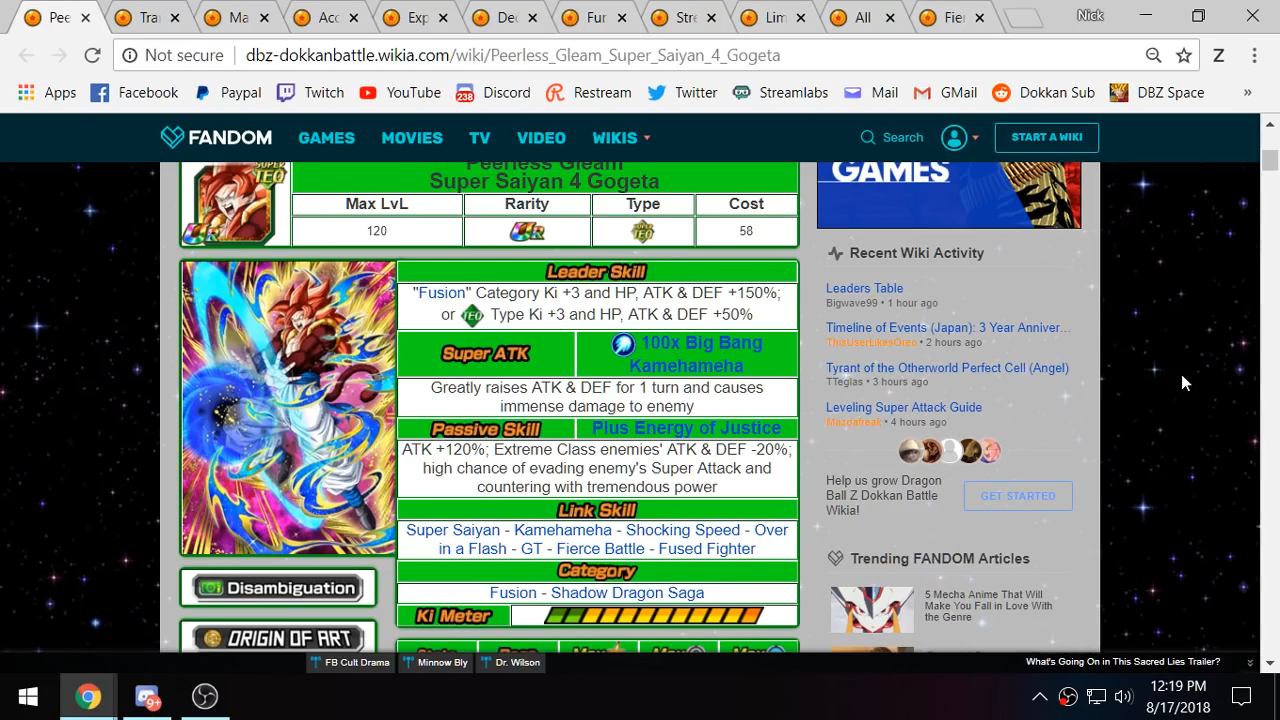 Pee
Tra
Ma
Acc
Exp
Dec
Fur
Stre
Lim
All
Fier
Nick
Not secure
dbz-dokkanbattle.wikia.com/wiki/Peerless_Gleam_Super_Saiyan_4_Gogeta
Z
Apps
Facebook
Paypal
YouTube
Twitch
238
Discord
Restream
Twitter
Streamlabs
Mail
GMail
Dokkan Sub
DBZ Space
»
FANDOM
GAMES
MOVIES
TV
VIDEO
WIKIS
Search
START A WIKI
SUPER
TEQ
UR
Peerless Gleam
Super Saiyan 4 Gogeta
Max LvL
Rarity
Type
Cost
120
UR
SUPER TEQ
58
Leader Skill
"Fusion" Category Ki +3 and HP, ATK & DEF +150%;
or TEQ Type Ki +3 and HP, ATK & DEF +50%
Super ATK
100x Big Bang
Kamehameha
Greatly raises ATK & DEF for 1 turn and causes
immense damage to enemy
Passive Skill
Plus Energy of Justice
ATK +120%; Extreme Class enemies' ATK & DEF -20%;
high chance of evading enemy's Super Attack and
countering with tremendous power
Link Skill
Super Saiyan - Kamehameha - Shocking Speed - Over
in a Flash - GT - Fierce Battle - Fused Fighter
Category
Fusion - Shadow Dragon Saga
Ki Meter
Disambiguation
ORIGIN OF ART
GAMES
Recent Wiki Activity
Leaders Table
Bigwave99 • 1 hour ago
Timeline of Events (Japan): 3 Year Anniver...
ThisUserLikesOreo • 2 hours ago
Tyrant of the Otherworld Perfect Cell (Angel)
TTeglas • 3 hours ago
Leveling Super Attack Guide
Mazdafreak • 4 hours ago
Help us grow Dragon
Ball Z Dokkan Battle
Wikia!
GET STARTED
Trending FANDOM Articles
5 Mecha Anime That Will
Make You Fall in Love With
the Genre
FB Cult Drama
Minnow Bly
Dr. Wilson
What's Going On in This Sacred Lies Trailer?
9+
12:19 PM
8/17/2018